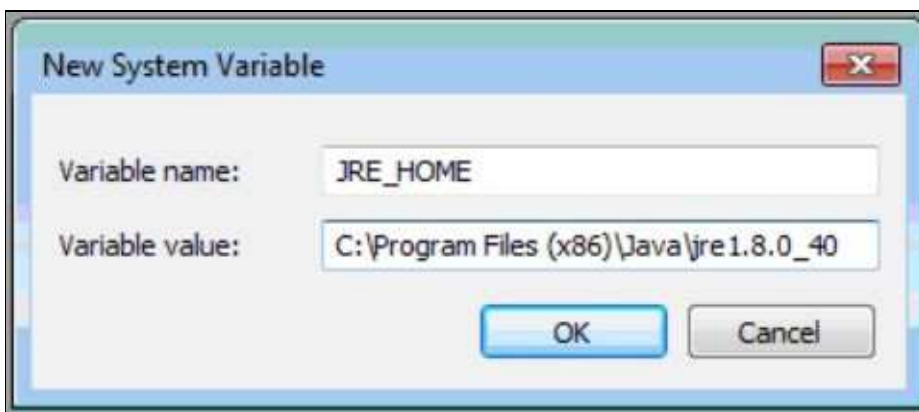 New System Variable
Variable name: JRE_HOME
Variable value: C:\Program Files (x86)\Java\jre1.8.0_40
OK Cancel